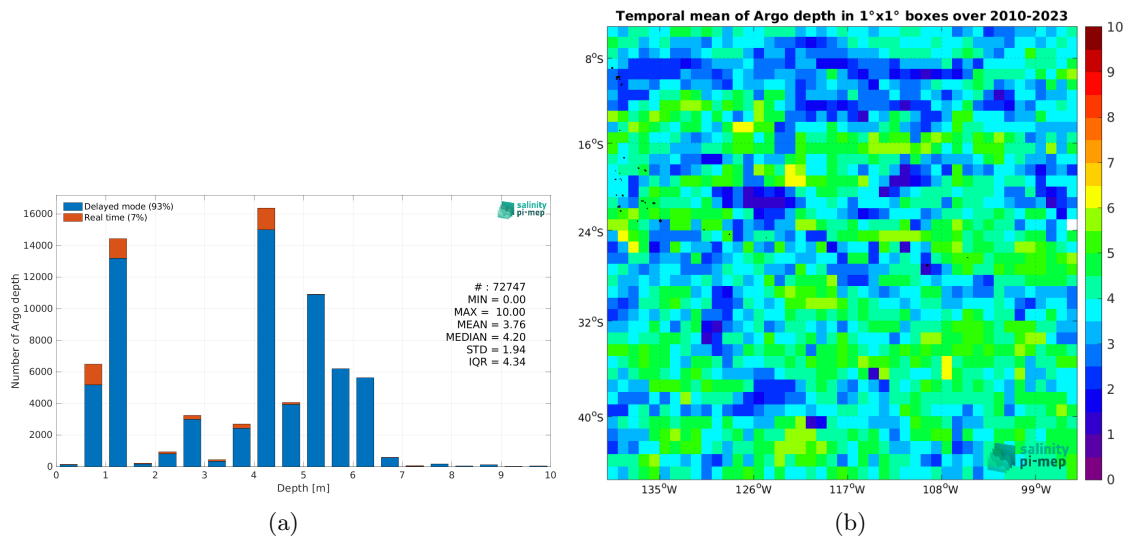 Temporal mean of Argo depth in 1°x1° boxes over 2010-2023
Delayed mode (93%)
Real time (7%)
salinity
pi-mep
16000
14000
12000
10000
8000
6000
4000
2000
0
Number of Argo depth
# : 72747
MIN = 0.00
MAX = 10.00
MEAN = 3.76
MEDIAN = 4.20
STD = 1.94
IQR = 4.34
0 1 2 3 4 5 6 7 8 9 10
Depth [m]
(a)
8°S
16°S
24°S
32°S
40°S
135°W 126°W 117°W 108°W 99°W
salinity
pi-mep
10
9
8
7
6
5
4
3
2
1
0
(b)